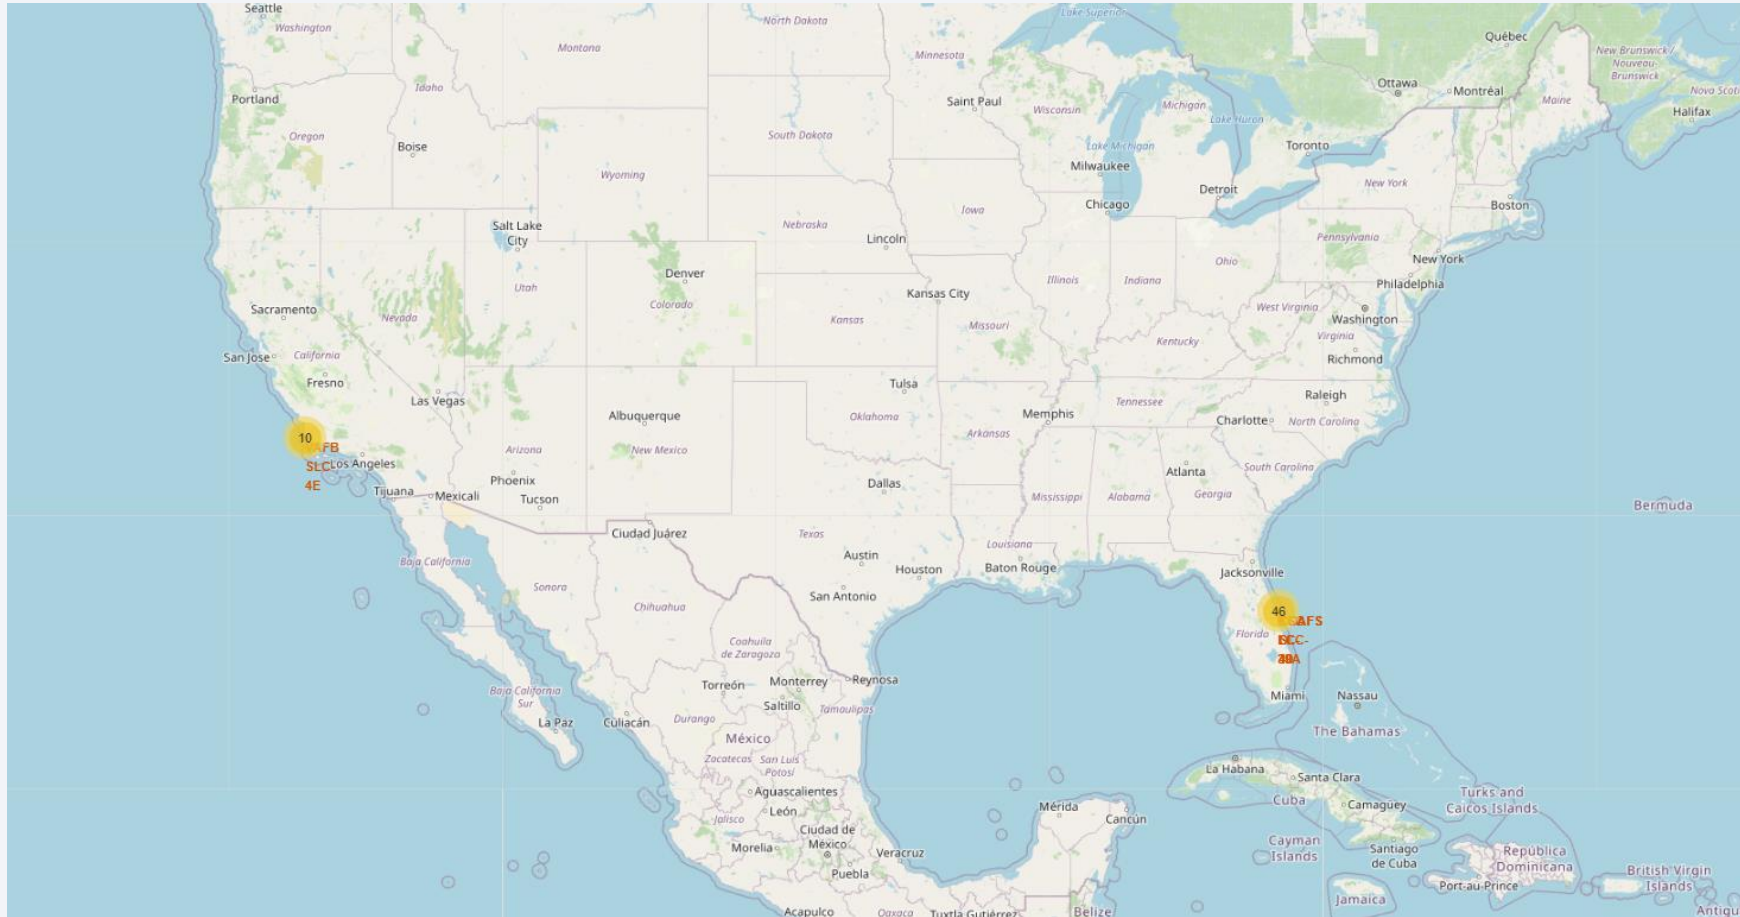 Seattle
Washington
North Dakota
Lake Superior
Montana
Minnesota
Québec
New Brunswick /
Nouveau-
Brunswick
Portland
Idaho
Saint Paul
Wisconsin
Michigan
Ottawa
Montréal
Maine
Halifax
Oregon
Boise
South Dakota
Lake Huron
Lake Michigan
Toronto
Milwaukee
Wyoming
Detroit
New York
Chicago
Iowa
Boston
Salt Lake
City
Nebraska
Lincoln
Pennsylvania
New York
Ohio
Denver
Utah
Colorado
Illinois
Indiana
Philadelphia
Kansas City
Sacramento
Nevada
Kansas
Missouri
West Virginia
Washington
Virginia
Kentucky
San Jose
California
Richmond
Fresno
Las Vegas
Tulsa
Raleigh
Tennessee
Albuquerque
Oklahoma
Memphis
Charlotte
North Carolina
Arkansas
10
Arizona
New Mexico
SLC-
Los Angeles
4E
Atlanta
South Carolina
Phoenix
Dallas
Tijuana
Mexicali
Tucson
Mississippi
Alabama
Georgia
Bermuda
Ciudad Juárez
Texas
Louisiana
Austin
Baja California
Houston
Baton Rouge
Jacksonville
Sonora
San Antonio
Chihuahua
46
Florida
Coahuila
de Zaragoza
Torreón
Monterrey
Reynosa
Baja California
Sur
Miami
Nassau
Saltillo
Tamaulipas
La Paz
Culiacán
Durango
The Bahamas
México
Zacatecas
San Luis
Potosí
La Habana
Santa Clara
Aguascalientes
Cuba
Turks and
Caicos Islands
Camagüey
León
Mérida
Cancún
Jalisco
Ciudad de
México
Cayman
Islands
Morelia
Veracruz
Santiago
de Cuba
República
Dominicana
Puebla
Port-au-Prince
British Virgin
Islands
Jamaica
Acapulco
Oaxaca
Tuxtla Gutiérrez
Belize